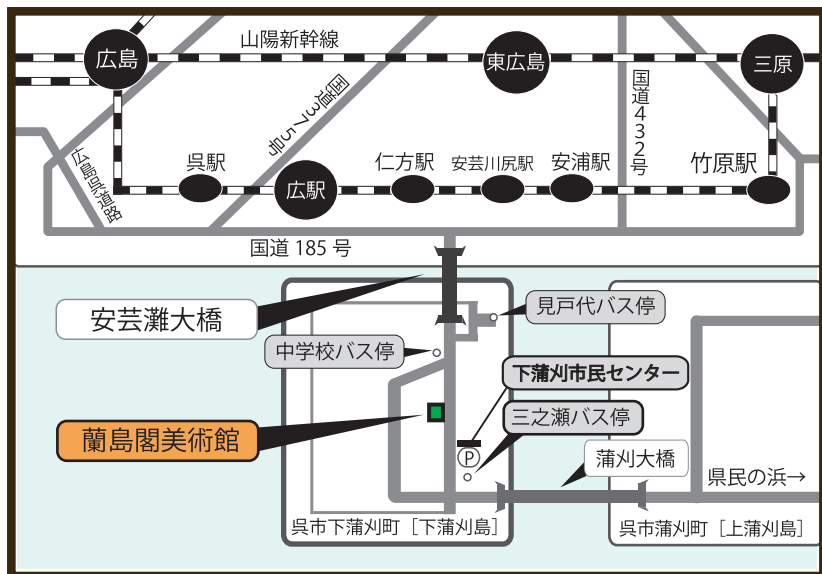 山陽新幹線
広島
東広島
三原
国道375号
国道432号
広島呉道路
呉駅
広駅
仁方駅
安芸川尻駅
安浦駅
竹原駅
国道 185 号
安芸灘大橋
見戸代バス停
中学校バス停
下蒲刈市民センター
三之瀬バス停
蘭島閣美術館
P
蒲刈大橋
県民の浜→
呉市下蒲刈町［下蒲刈島］
呉市蒲刈町［上蒲刈島］